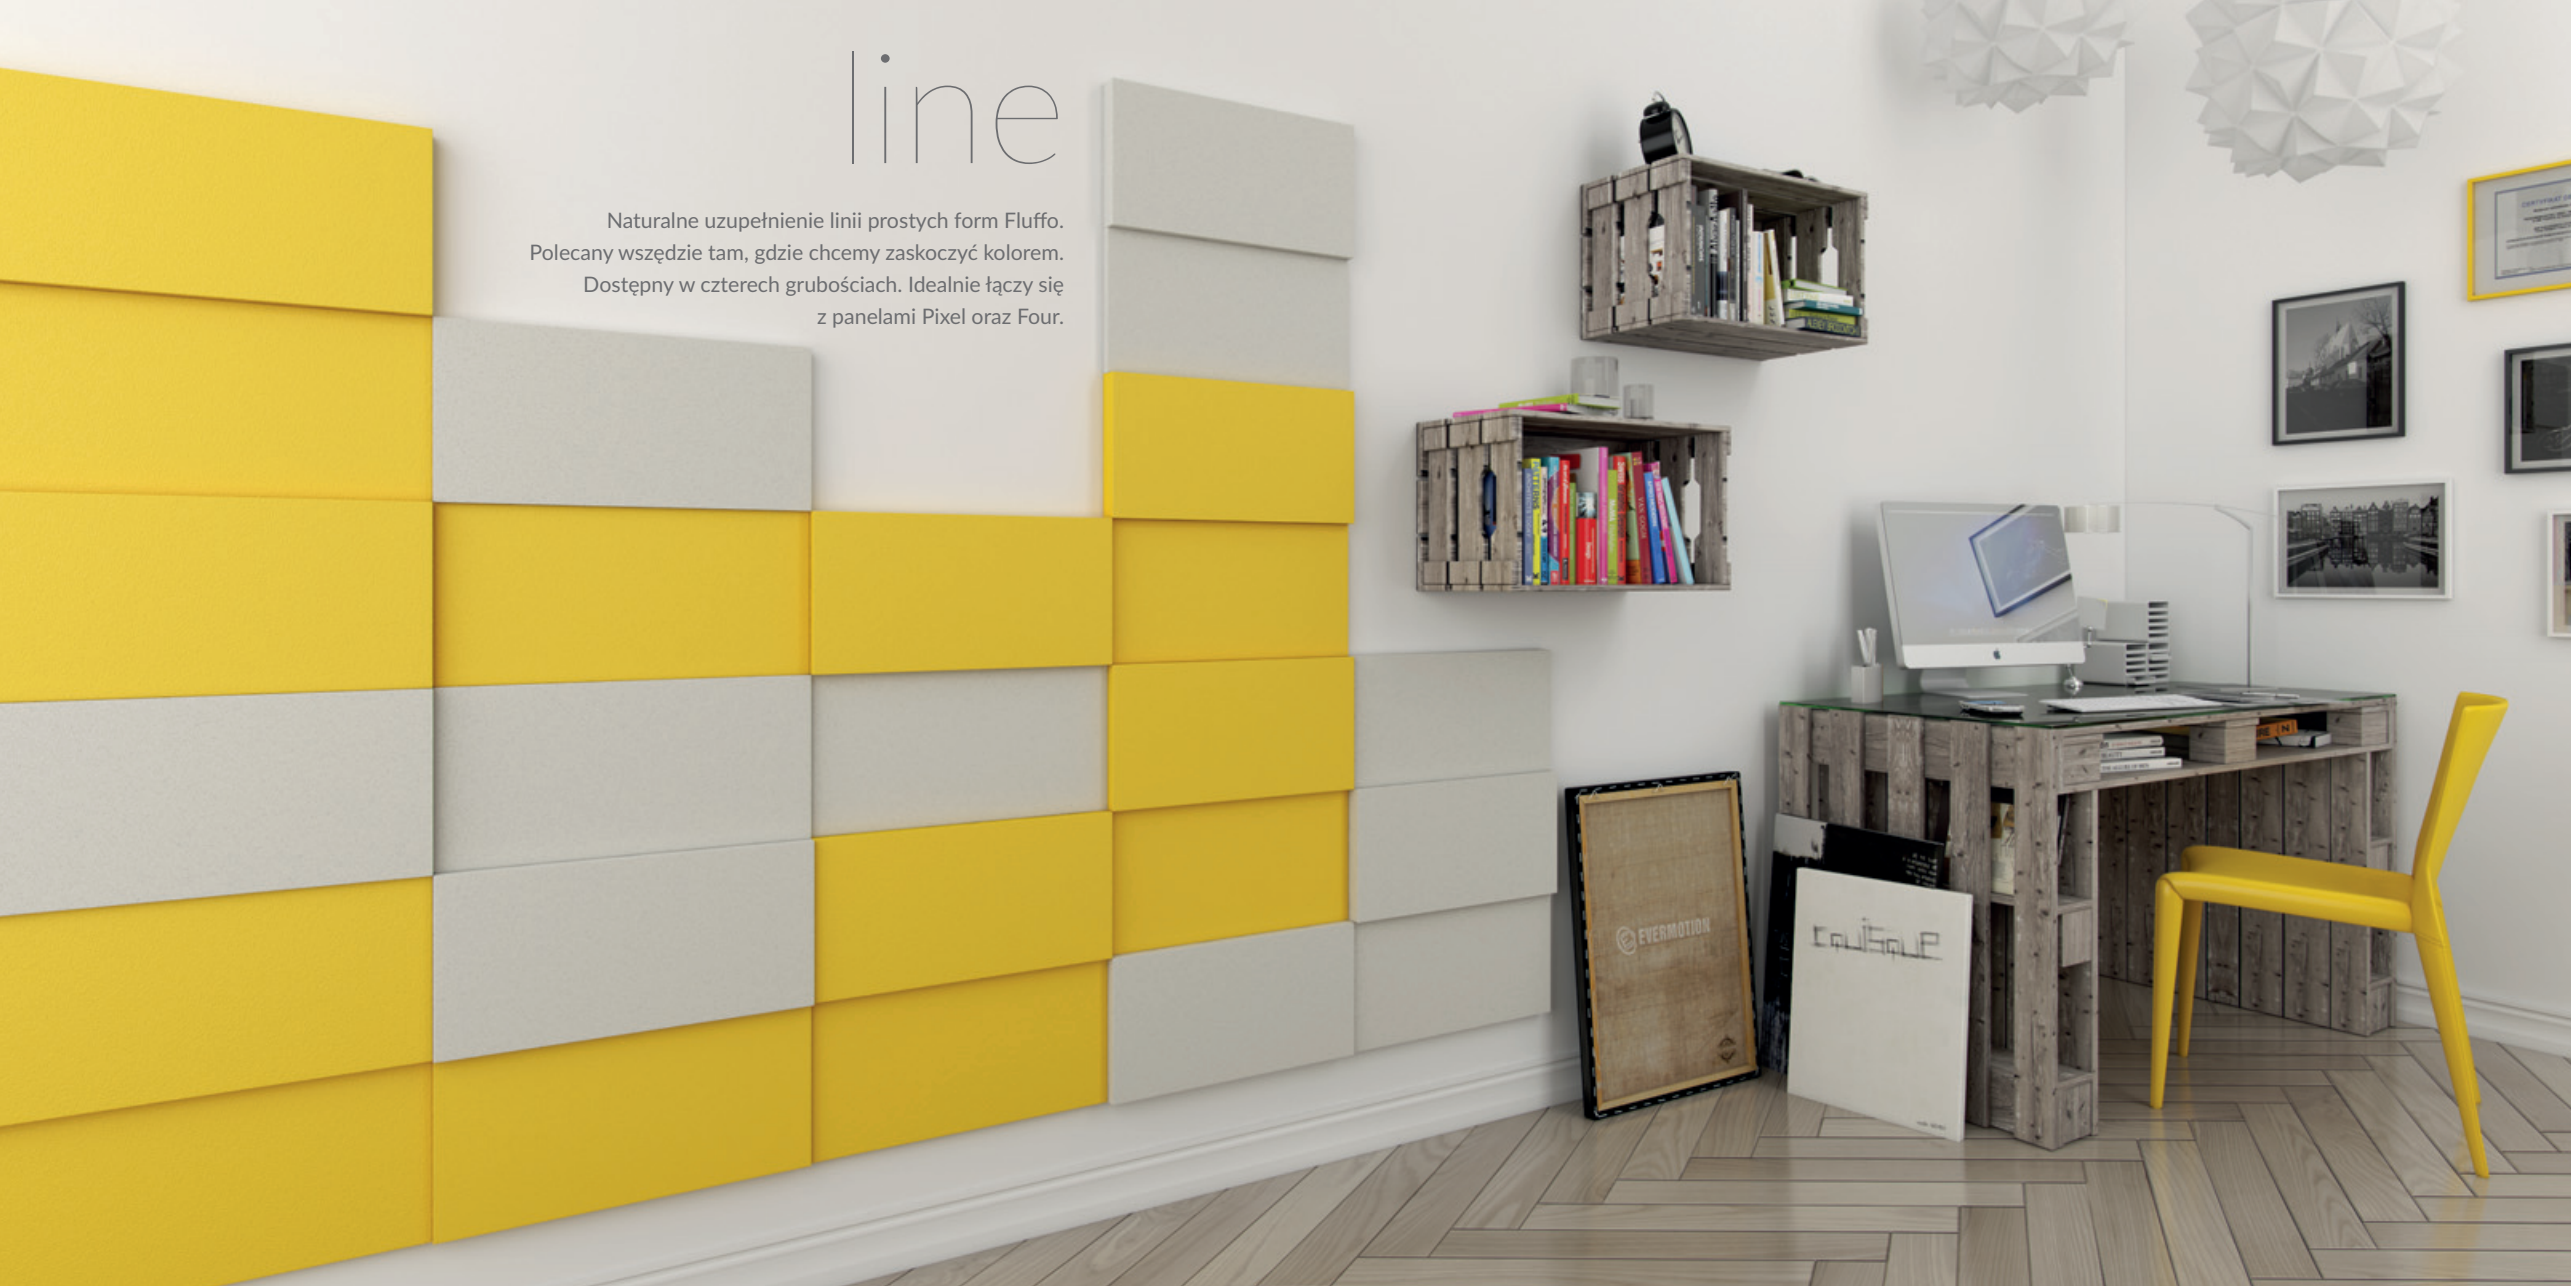 line
Naturalne uzupełnienie linii prostych form Fluffo.
Polecany wszędzie tam, gdzie chcemy zaskoczyć kolorem.
Dostępny w czterech grubościach. Idealnie łączy się
z panelami Pixel oraz Four.
EVERMOTION